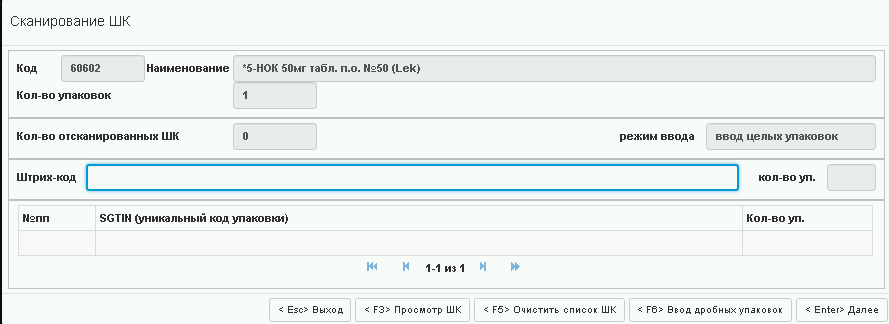 Сканирование ШК
Код 60602 Наименование *5-НОК 50мг табл. п.о. №50 (Lek)
Кол-во упаковок 1
Кол-во отсканированных ШК 0 режим ввода ввод целых упаковок
Штрих-код кол-во уп.
№пп SGTIN (уникальный код упаковки) Кол-во уп.
1-1 из 1
< Esc> Выход < F3> Просмотр ШК < F5> Очистить список ШК < F6> Ввод дробных упаковок < Enter> Далее